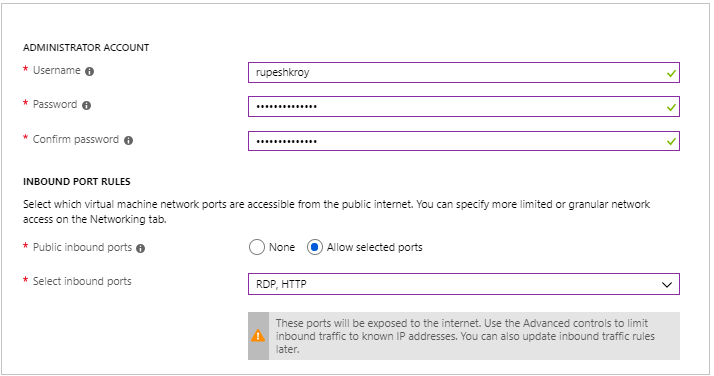 ADMINISTRATOR ACCOUNT
* Username
rupeshkroy
* Password
••••••••••••••
* Confirm password
••••••••••••••
INBOUND PORT RULES
Select which virtual machine network ports are accessible from the public internet. You can specify more limited or granular network
access on the Networking tab.
* Public inbound ports
None Allow selected ports
* Select inbound ports
RDP, HTTP
These ports will be exposed to the internet. Use the Advanced controls to limit
inbound traffic to known IP addresses. You can also update inbound traffic rules
later.